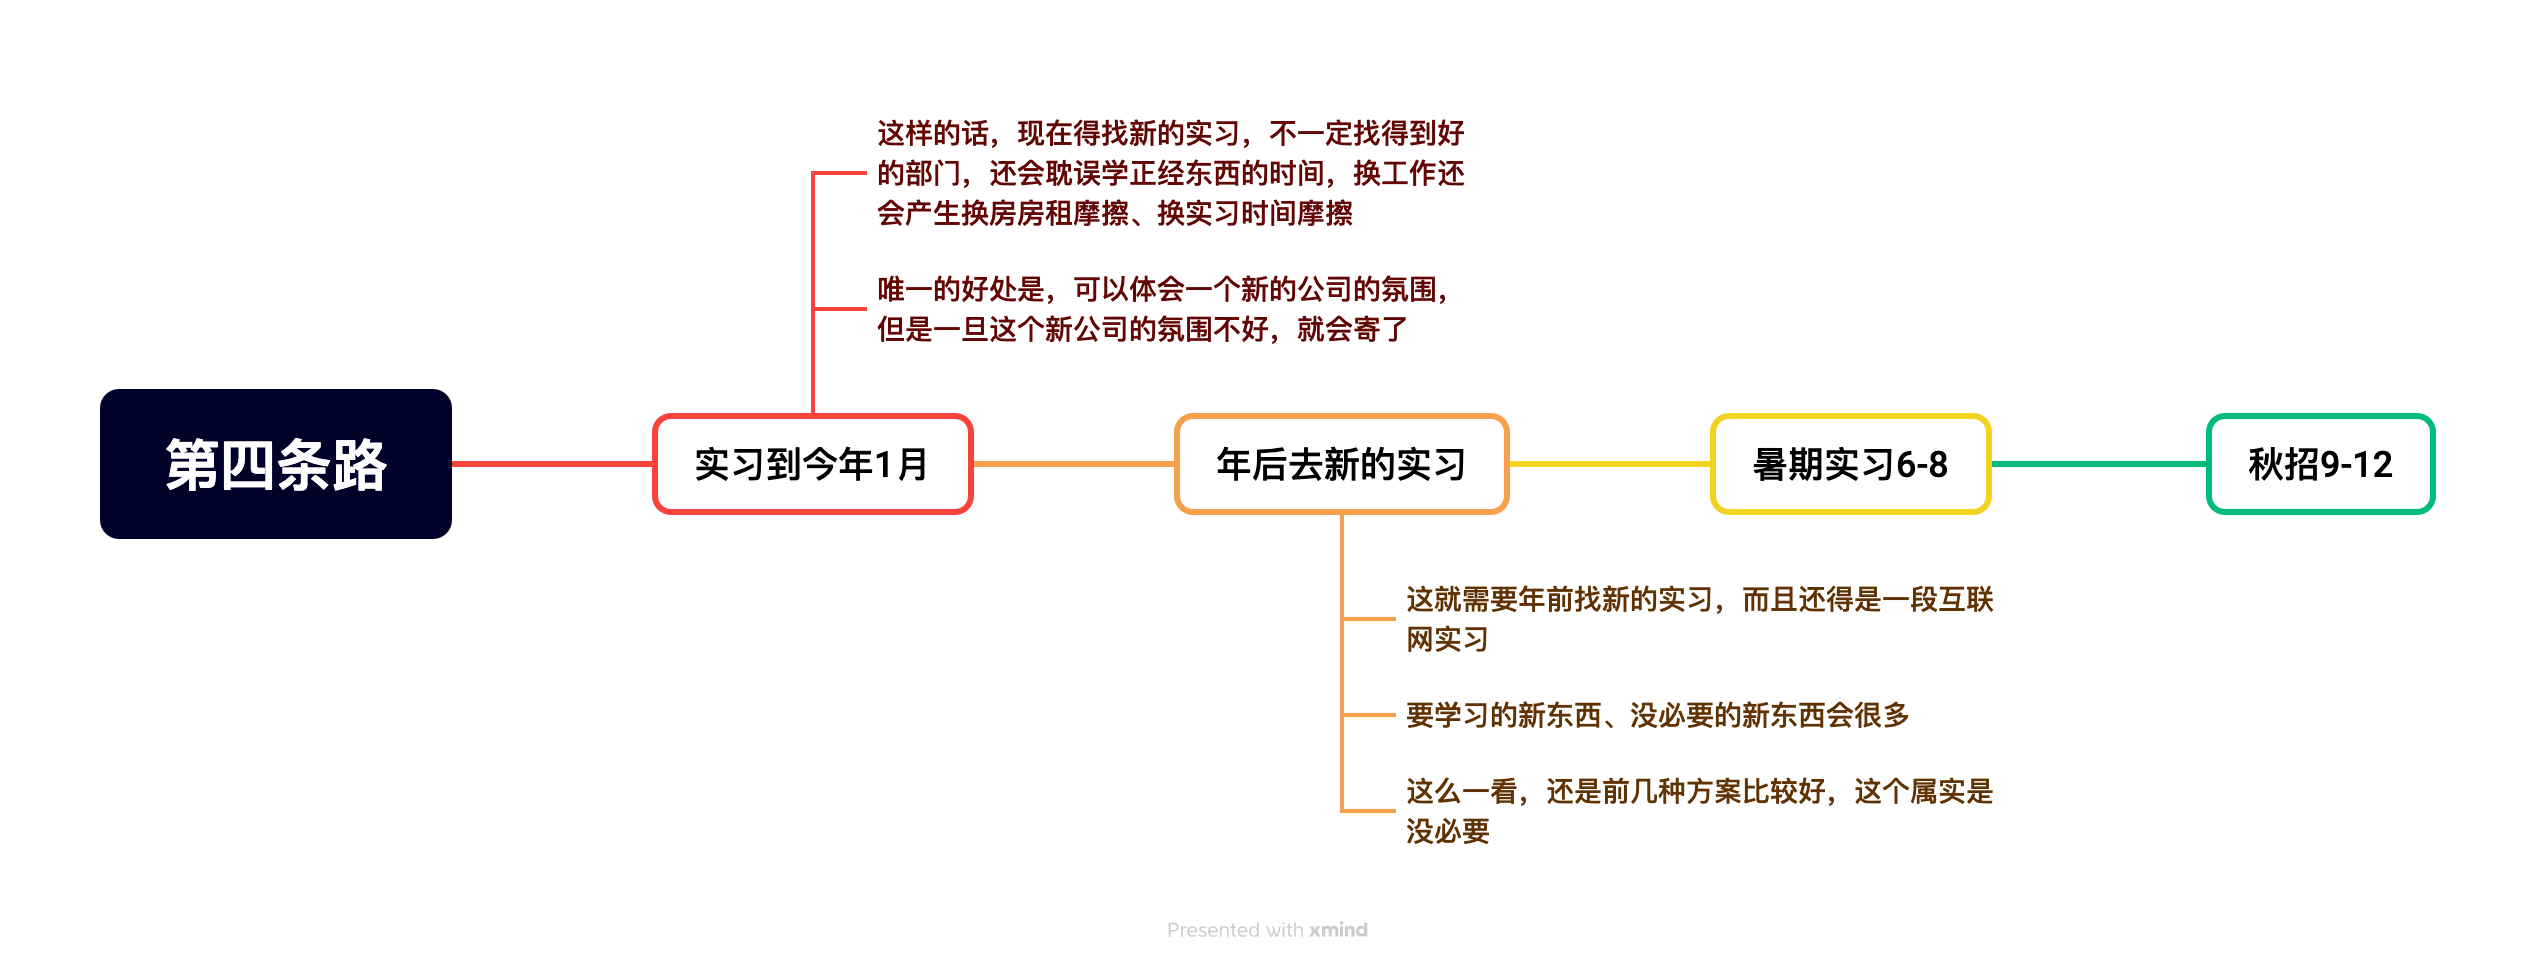 这样的话，现在得找新的实习，不一定找得到好
的部门，还会耽误学正经东西的时间，换工作还
会产生换房房租摩擦、换实习时间摩擦
唯一的好处是，可以体会一个新的公司的氛围，
但是一旦这个新公司的氛围不好，就会寄了
第四条路
实习到今年1月
年后去新的实习
暑期实习6-8
秋招9-12
这就需要年前找新的实习，而且还得是一段互联
网实习
要学习的新东西、没必要的新东西会很多
这么一看，还是前几种方案比较好，这个属实是
没必要
Presented with xmind